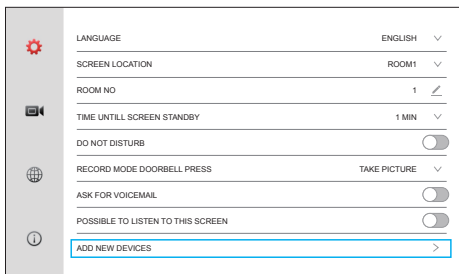 LANGUAGE ENGLISH
SCREEN LOCATION ROOM1
ROOM NO 1
TIME UNTILL SCREEN STANDBY 1 MIN
DO NOT DISTURB
RECORD MODE DOORBELL PRESS TAKE PICTURE
ASK FOR VOICEMAIL
POSSIBLE TO LISTEN TO THIS SCREEN
ADD NEW DEVICES